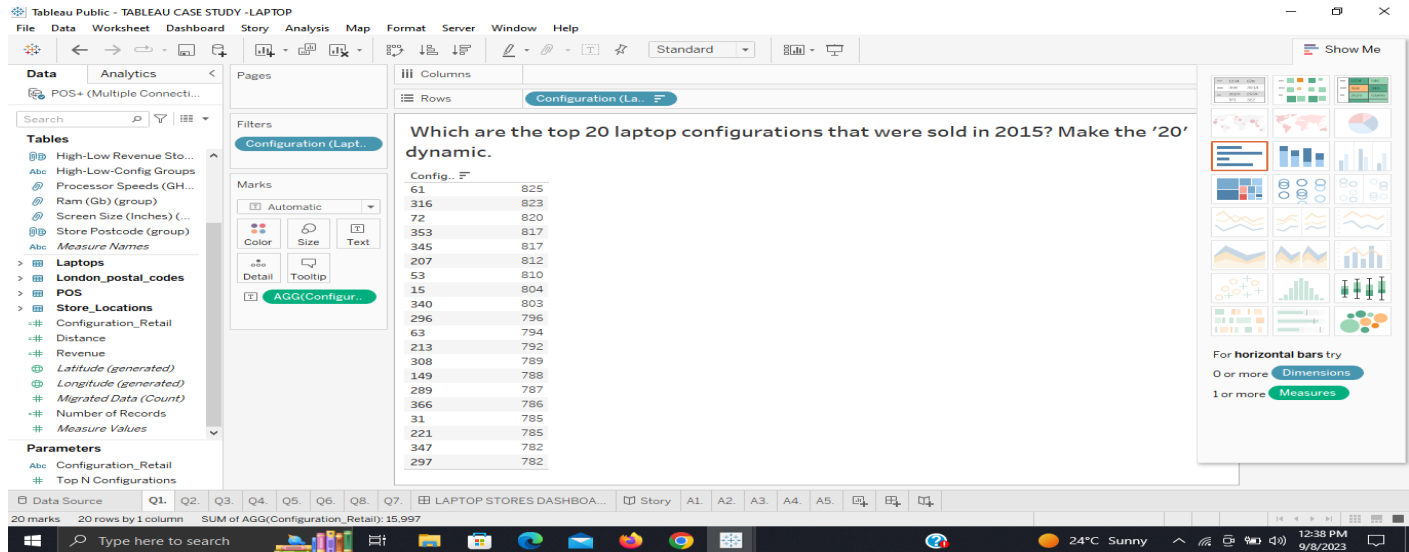 Tableau Public - TABLEAU CASE STUDY -LAPTOP
File Data Worksheet Dashboard Story Analysis Map Format Server Window Help
Standard
Show Me
Data Analytics
POS+ (Multiple Connecti...
Search
Tables
High-Low Revenue Sto...
Abc High-Low-Config Groups
Processor Speeds (GH...
Ram (Gb) (group)
Screen Size (Inches) (...
Store Postcode (group)
Abc Measure Names
Laptops
London_postal_codes
POS
Store_Locations
Configuration_Retail
Distance
Revenue
Latitude (generated)
Longitude (generated)
Migrated Data (Count)
Number of Records
Measure Values
Parameters
Abc Configuration_Retail
# Top N Configurations
Pages
Filters
Configuration (Lapt..
Marks
Automatic
Color Size Text
Detail Tooltip
AGG(Configur..
Columns
Rows
Configuration (La..
Which are the top 20 laptop configurations that were sold in 2015? Make the '20'
dynamic.
Config..
61 825
316 823
72 820
353 817
345 817
207 812
53 810
15 804
340 803
296 796
63 794
213 792
308 789
149 788
289 787
366 786
31 785
221 785
347 782
297 782
For horizontal bars try
0 or more Dimensions
1 or more Measures
Data Source Q1. Q2. Q3. Q4. Q5. Q6. Q8. Q7. LAPTOP STORES DASHBOA... Story A1. A2. A3. A4. A5.
20 marks 20 rows by 1 column SUM of AGG(Configuration_Retail): 15,997
Type here to search
24°C Sunny
12:38 PM
9/8/2023